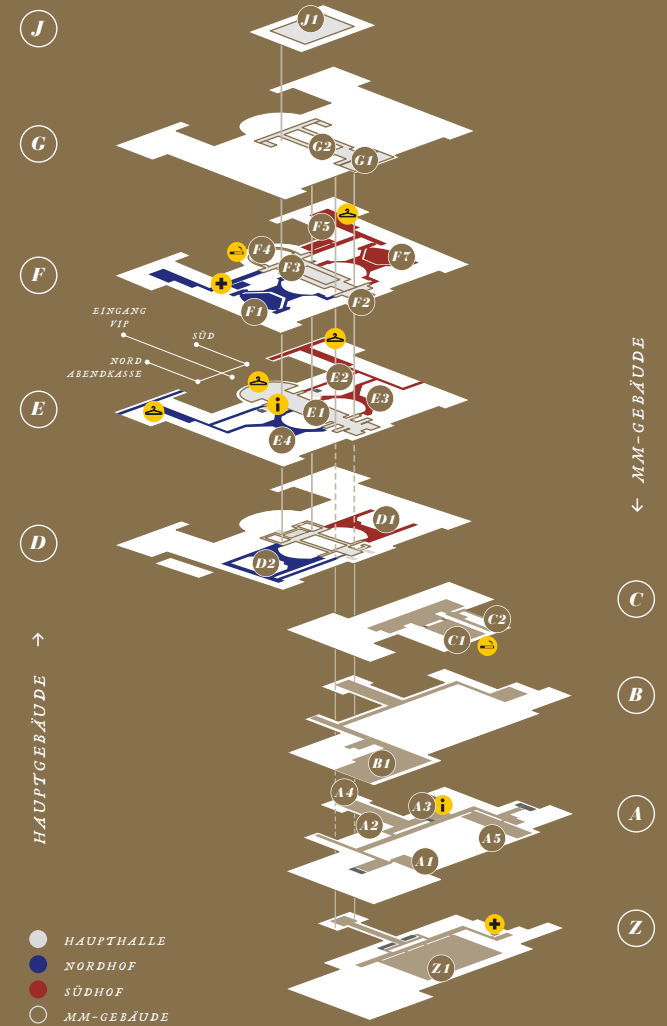 J
J1
G
G2
G1
F5
F
F4
F7
F3
F2
F1
EINGANG
VIP
SÜD
NORD
ABENDKASSE
E
E2
E3
E1
i
E4
← MM-GEBÄUDE
D
D1
D2
C
C2
C1
B
B1
HAUPTGEBÄUDE →
A
A4
A3
i
A2
A5
A1
Z
Z1
HAUPTHALLE
NORDHOF
SÜDHOF
MM-GEBÄUDE